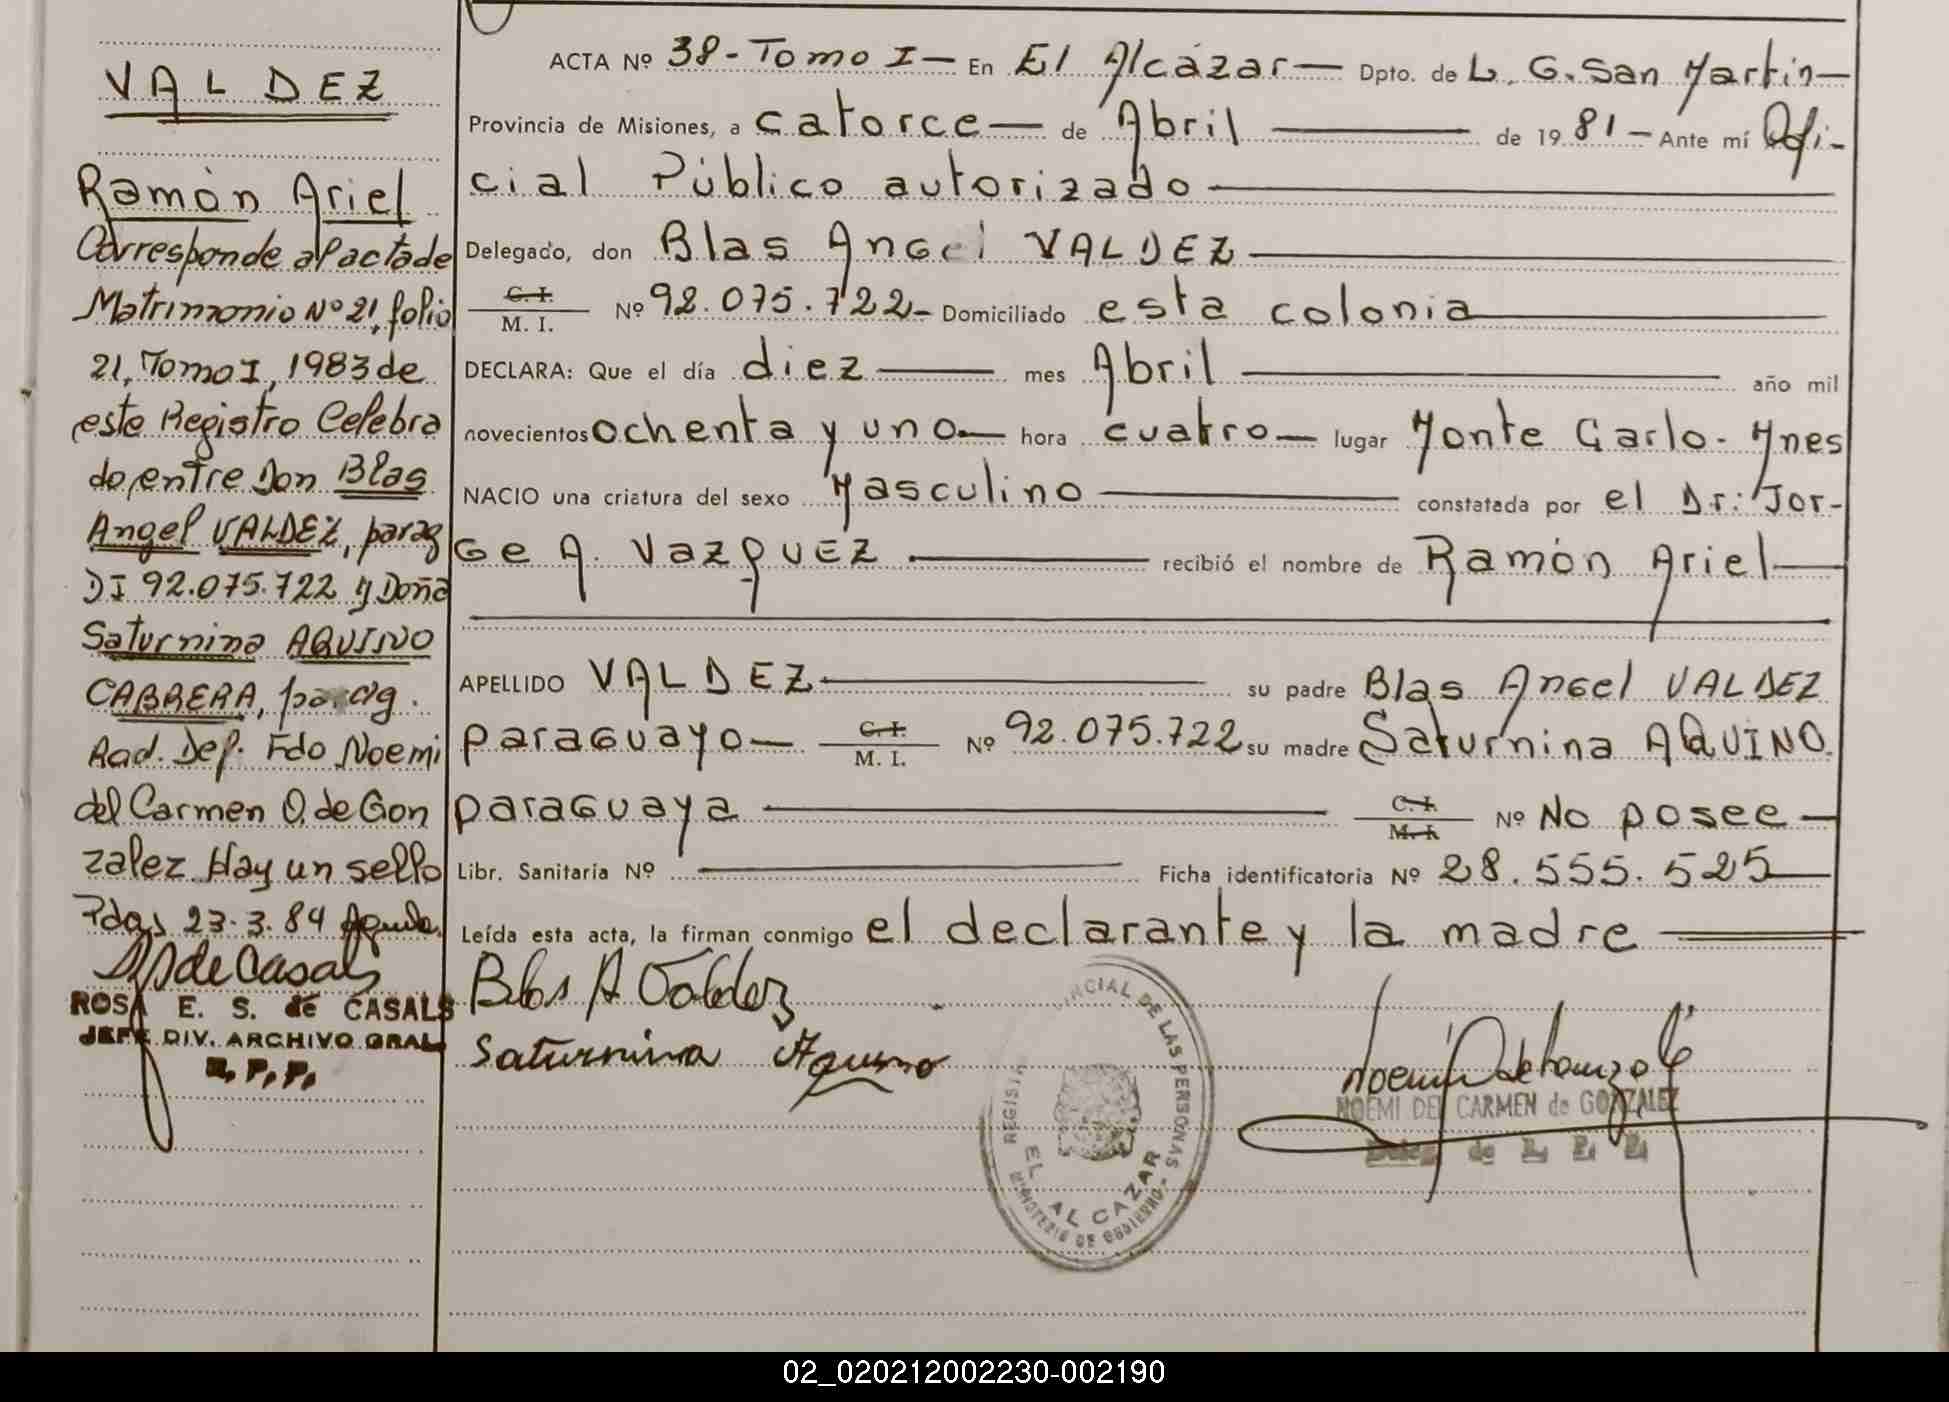 VALDEZ
Ramón Ariel
Corresponde al acta de
Matrimonio Nº 21, folio
21, Tomo I, 1983 de
este Registro Celebra
do, entre Don Blas
Angel VALDEZ, parag
DI 92.075.722 y Doña
Saturnina AQUINO
CABRERA, parag.
Aad. Def. Fdo Noemi
del Carmen O. de Gon
zalez Hay un sello
Pdas 23.3.84
de Casals
ROSA E. S. de CASALS
JEFE DIV. ARCHIVO GRAL
R. P. P.
ACTA Nº 38 - Tomo I - En El Alcázar - Dpto. de L. G. San Martin -
Provincia de Misiones, a catorce - de Abril - de 19 81 - Ante mí Ofi-
cial Público autorizado
Delegado, don Blas Angel VALDEZ
C. I.
M. I. Nº 92.075.722 - Domiciliado esta colonia
DECLARA: Que el día diez - mes Abril - año mil
novecientos ochenta y uno - hora cuatro - lugar Monte Carlo - Mnes
NACIO una criatura del sexo Masculino - constatada por el Dr: Jor-
ge A. VazquEZ - recibió el nombre de Ramón Ariel -
APELLIDO VALDEZ - su padre Blas Angel VALDEZ
paraguayo - C. I.
M. I. Nº 92.075.722 su madre Saturnina AQUINO.
paraguaya - C. I.
M. I. Nº No posee -
Libr. Sanitaria Nº - Ficha identificatoria Nº 28.555.525 -
Leída esta acta, la firman conmigo el declarante y la madre
Blas A Valdez
Saturnina Aquino
PROVINCIAL DE LAS PERSONAS
REGISTRO
EL ALCAZAR
MINISTERIO DE GOBIERNO
NOEMI DEL CARMEN de GONZALEZ
02_020212002230-002190